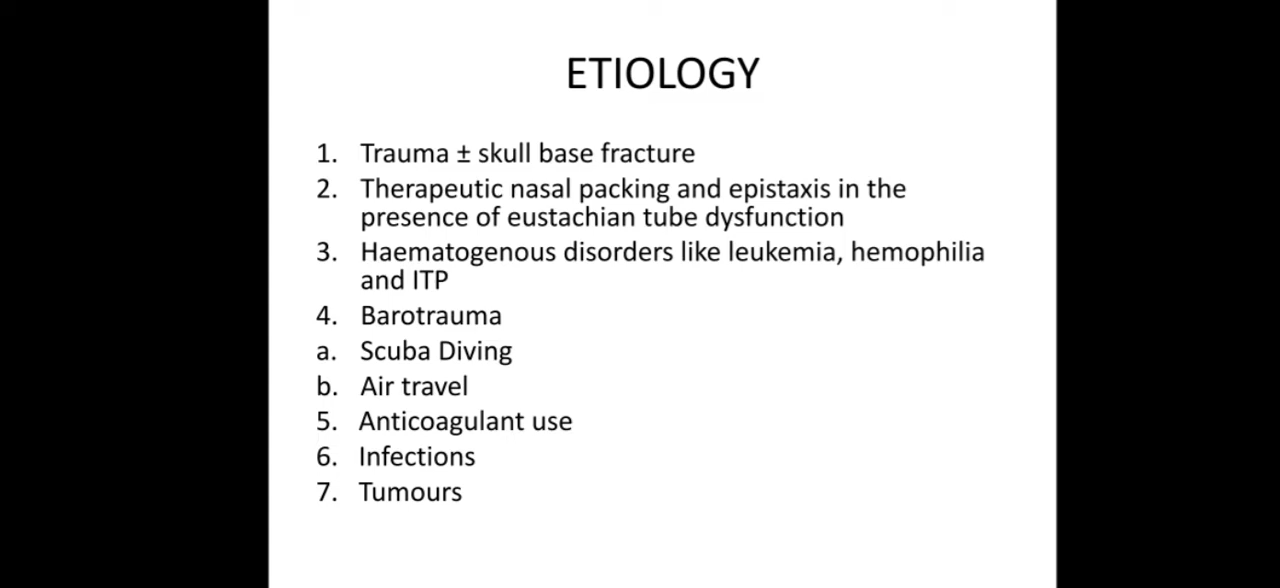 ETIOLOGY
1. Trauma ± skull base fracture
2. Therapeutic nasal packing and epistaxis in the
presence of eustachian tube dysfunction
3. Haematogenous disorders like leukemia, hemophilia
and ITP
4. Barotrauma
a. Scuba Diving
b. Air travel
5. Anticoagulant use
6. Infections
7. Tumours